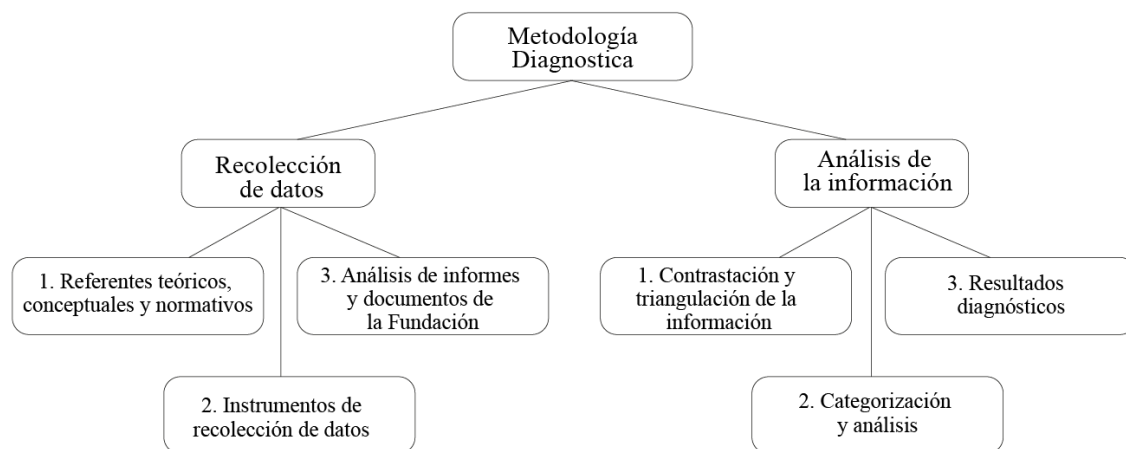 Metodología
Diagnostica
Recolección
de datos
Análisis de
la información
1. Referentes teóricos,
conceptuales y normativos
3. Análisis de informes
y documentos de
la Fundación
1. Contrastación y
triangulación de la
información
3. Resultados
diagnósticos
2. Instrumentos de
recolección de datos
2. Categorización
y análisis